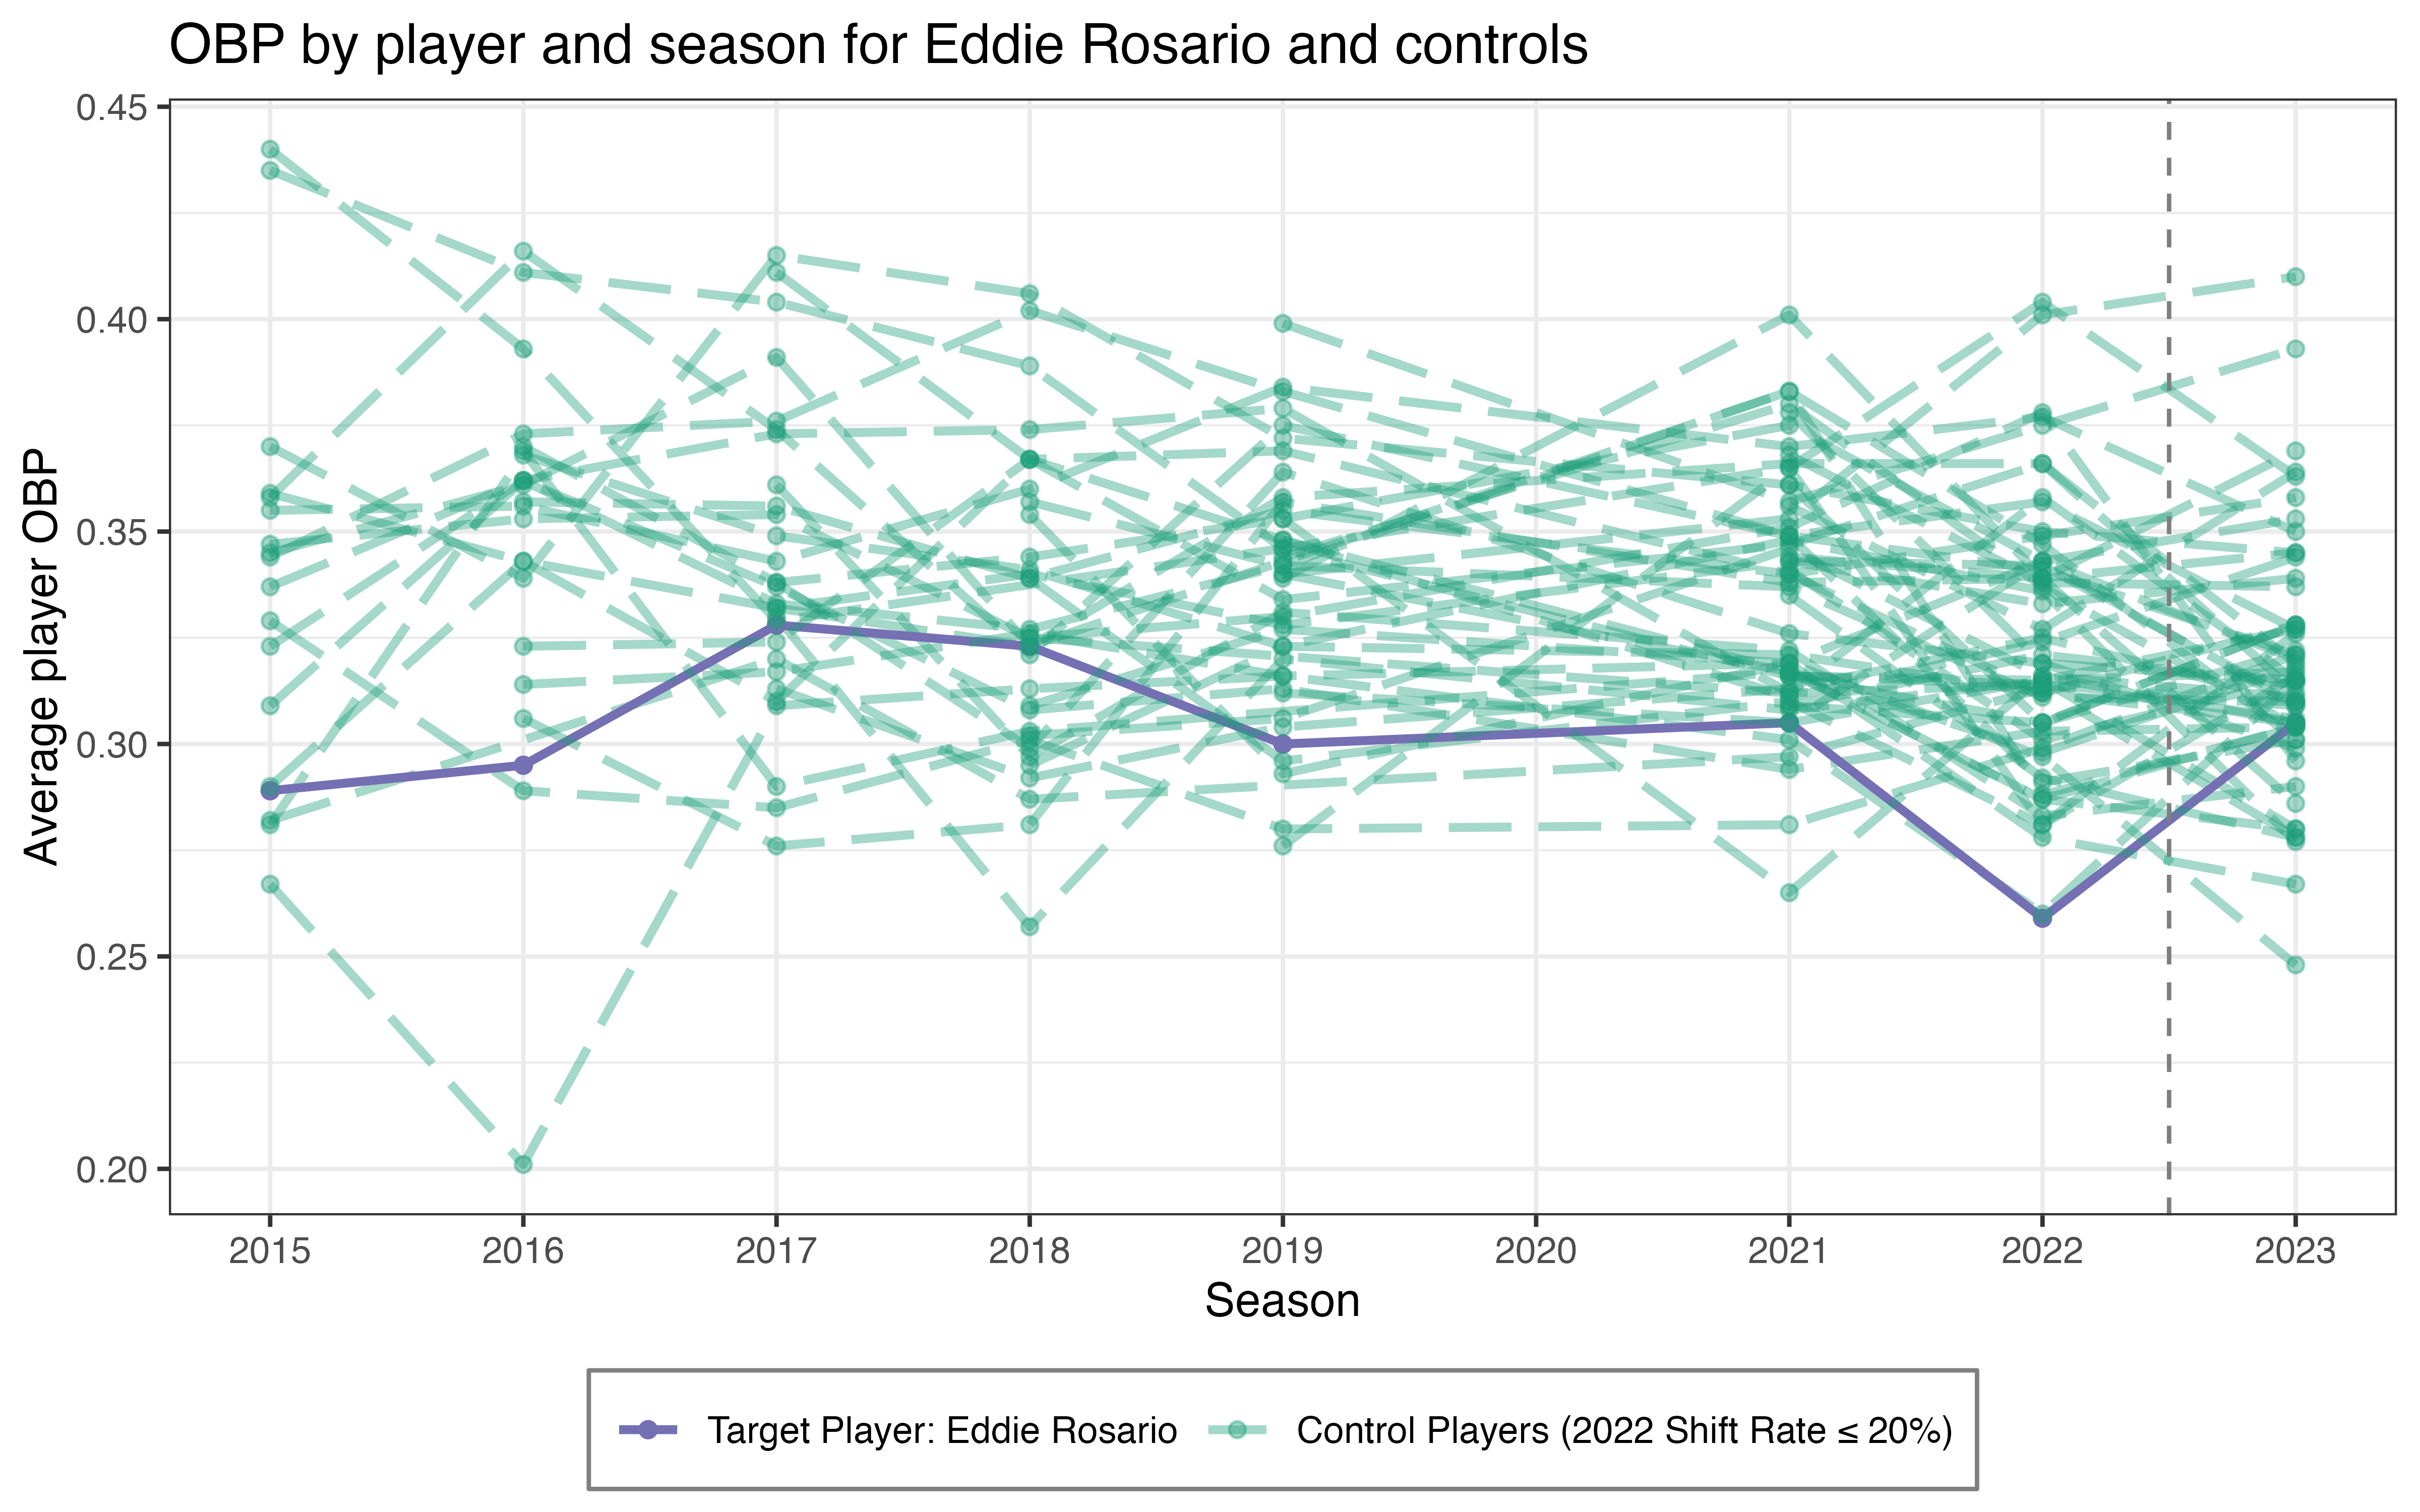 OBP by player and season for Eddie Rosario and controls
Average player OBP
0.45
0.40
0.35
0.30
0.25
0.20
2015 2016 2017 2018 2019 2020 2021 2022 2023
Season
Target Player: Eddie Rosario Control Players (2022 Shift Rate ≤ 20%)